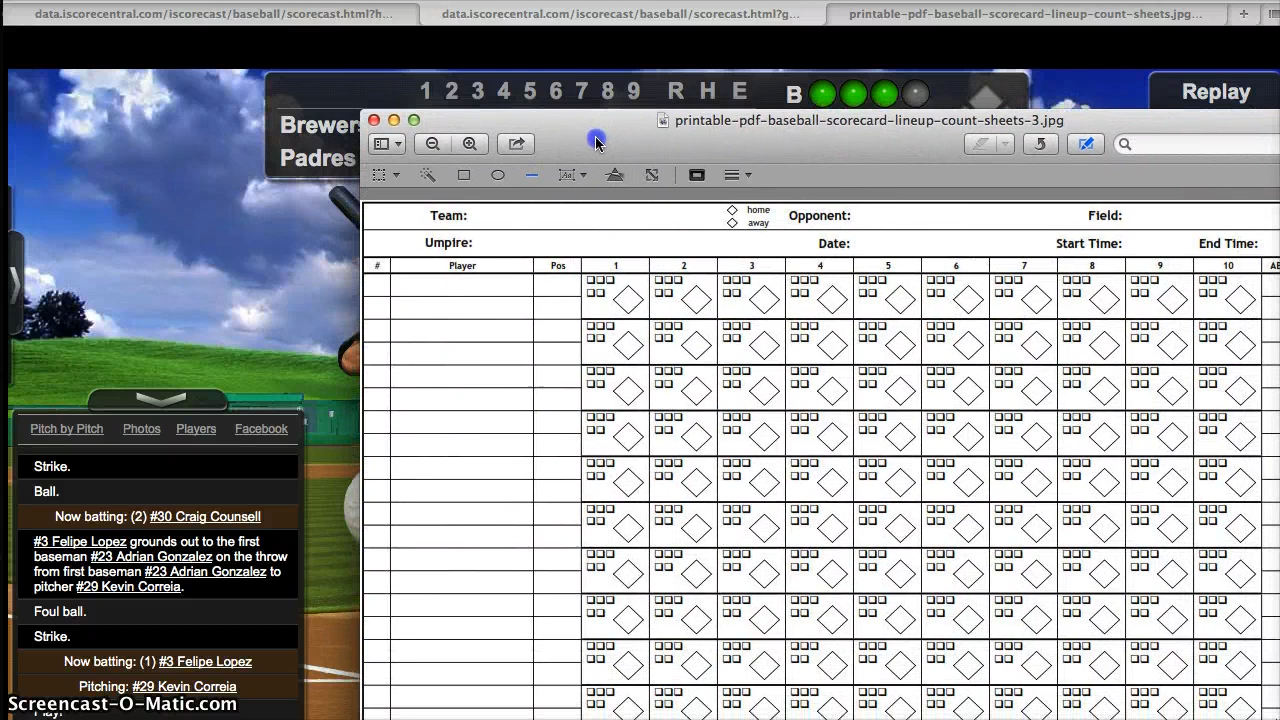 data.iscorecentral.com/iscorecast/baseball/scorecast.html?h...
data.iscorecentral.com/iscorecast/baseball/scorecast.html?g...
printable-pdf-baseball-scorecard-lineup-count-sheets.jpg...
1 2 3 4 5 6 7 8 9 R H E B
Replay
Brewers
Padres
printable-pdf-baseball-scorecard-lineup-count-sheets-3.jpg
Team: home Opponent: Field:
away
Umpire: Date: Start Time: End Time:
# Player Pos 1 2 3 4 5 6 7 8 9 10 AB
Pitch by Pitch Photos Players Facebook
Strike.
Ball.
Now batting: (2) #30 Craig Counsell
#3 Felipe Lopez grounds out to the first
baseman #23 Adrian Gonzalez on the throw
from first baseman #23 Adrian Gonzalez to
pitcher #29 Kevin Correia.
Foul ball.
Strike.
Now batting: (1) #3 Felipe Lopez
Pitching: #29 Kevin Correia
Screencast-O-Matic.com